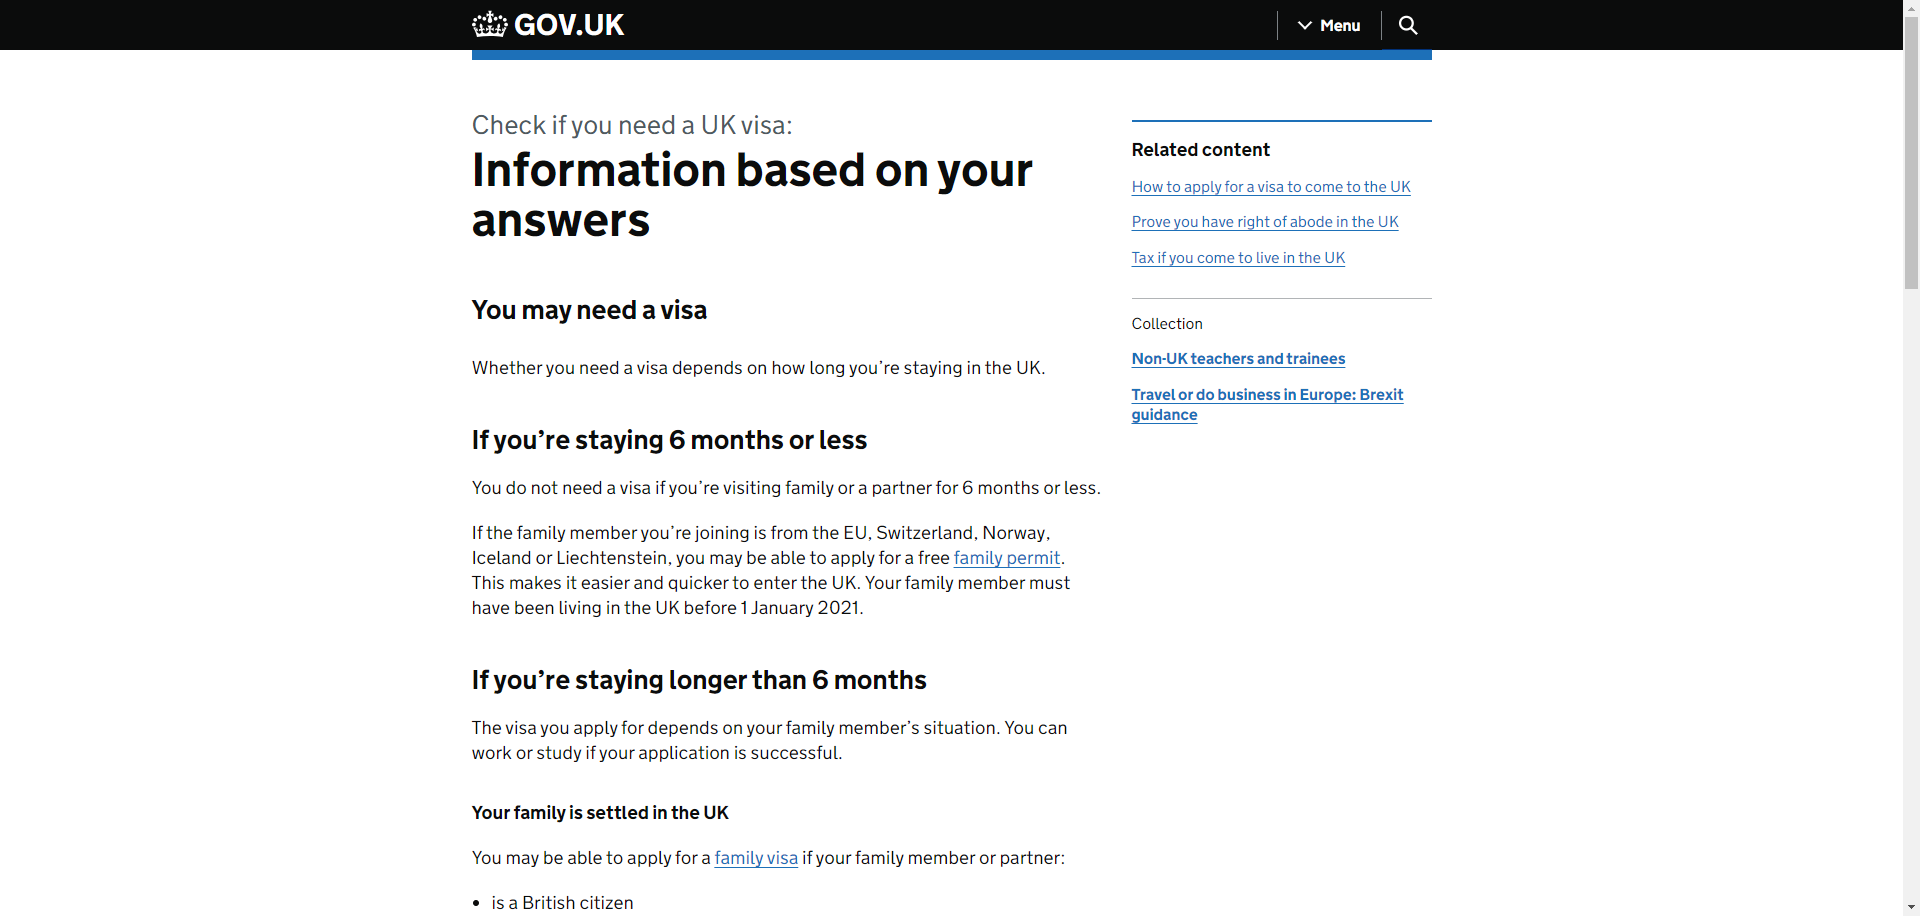 GOV.UK
Menu
Check if you need a UK visa:
Information based on your
answers
You may need a visa
Whether you need a visa depends on how long you’re staying in the UK.
If you’re staying 6 months or less
You do not need a visa if you’re visiting family or a partner for 6 months or less.
If the family member you’re joining is from the EU, Switzerland, Norway,
Iceland or Liechtenstein, you may be able to apply for a free family permit.
This makes it easier and quicker to enter the UK. Your family member must
have been living in the UK before 1 January 2021.
If you’re staying longer than 6 months
The visa you apply for depends on your family member’s situation. You can
work or study if your application is successful.
Your family is settled in the UK
You may be able to apply for a family visa if your family member or partner:
• is a British citizen
Related content
How to apply for a visa to come to the UK
Prove you have right of abode in the UK
Tax if you come to live in the UK
Collection
Non-UK teachers and trainees
Travel or do business in Europe: Brexit
guidance